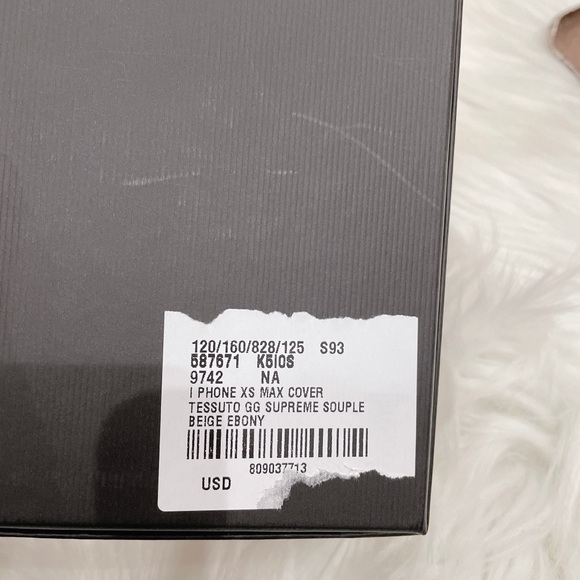 120/160/828/125 S93
587671 K5I0S
9742 NA
I PHONE XS MAX COVER
TESSUTO GG SUPREME SOUPLE
BEIGE EBONY
809037713
USD